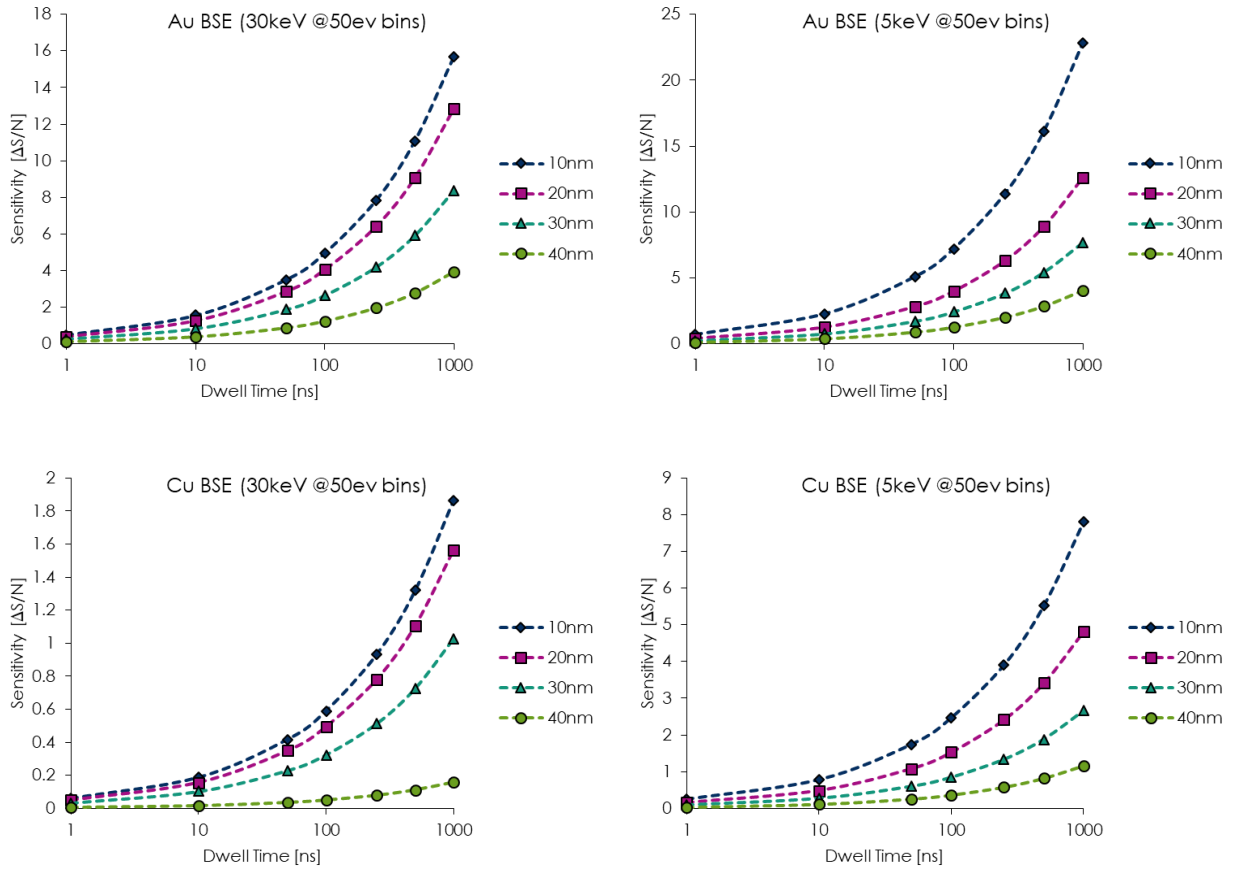 Au BSE (30keV @50ev bins)
18
16
14
12
10
8
6
4
2
0
Sensitivity [ΔS/N]
1 10 100 1000
Dwell Time [ns]
10nm
20nm
30nm
40nm
Au BSE (5keV @50ev bins)
25
20
15
10
5
0
Sensitivity [ΔS/N]
1 10 100 1000
Dwell Time [ns]
10nm
20nm
30nm
40nm
Cu BSE (30keV @50ev bins)
2
1.8
1.6
1.4
1.2
1
0.8
0.6
0.4
0.2
0
Sensitivity [ΔS/N]
1 10 100 1000
Dwell Time [ns]
10nm
20nm
30nm
40nm
Cu BSE (5keV @50ev bins)
9
8
7
6
5
4
3
2
1
0
Sensitivity [ΔS/N]
1 10 100 1000
Dwell Time [ns]
10nm
20nm
30nm
40nm